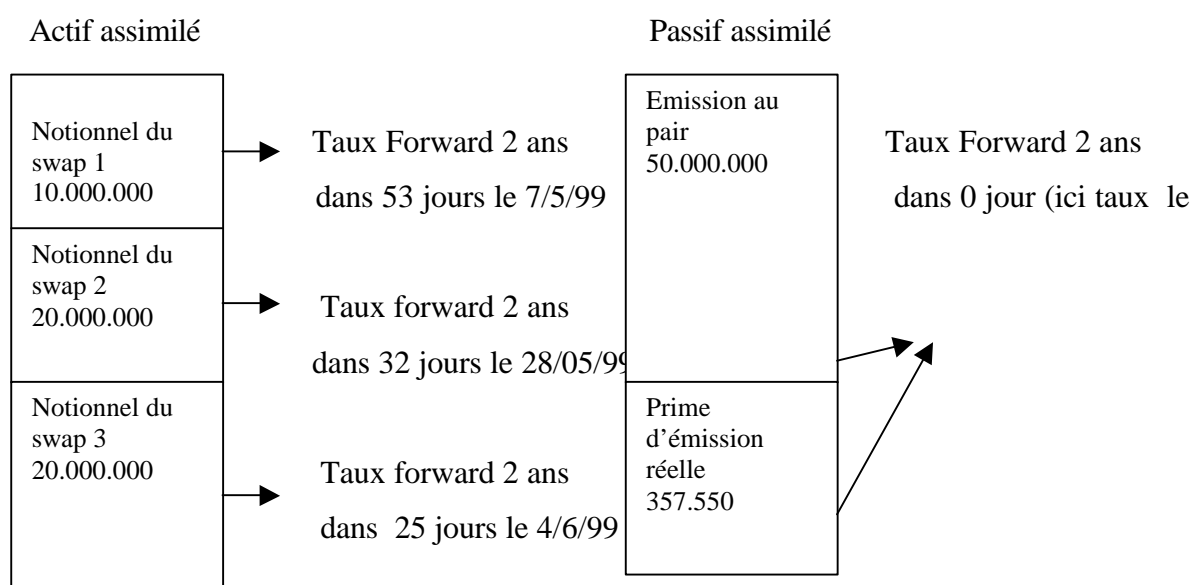 Actif assimilé
Passif assimilé
Notionnel du
swap 1
10.000.000
Taux Forward 2 ans
dans 53 jours le 7/5/99
Notionnel du
swap 2
20.000.000
Taux forward 2 ans
dans 32 jours le 28/05/99
Notionnel du
swap 3
20.000.000
Taux forward 2 ans
dans 25 jours le 4/6/99
Emission au
pair
50.000.000
Taux Forward 2 ans
dans 0 jour (ici taux le
Prime
d’émission
réelle
357.550